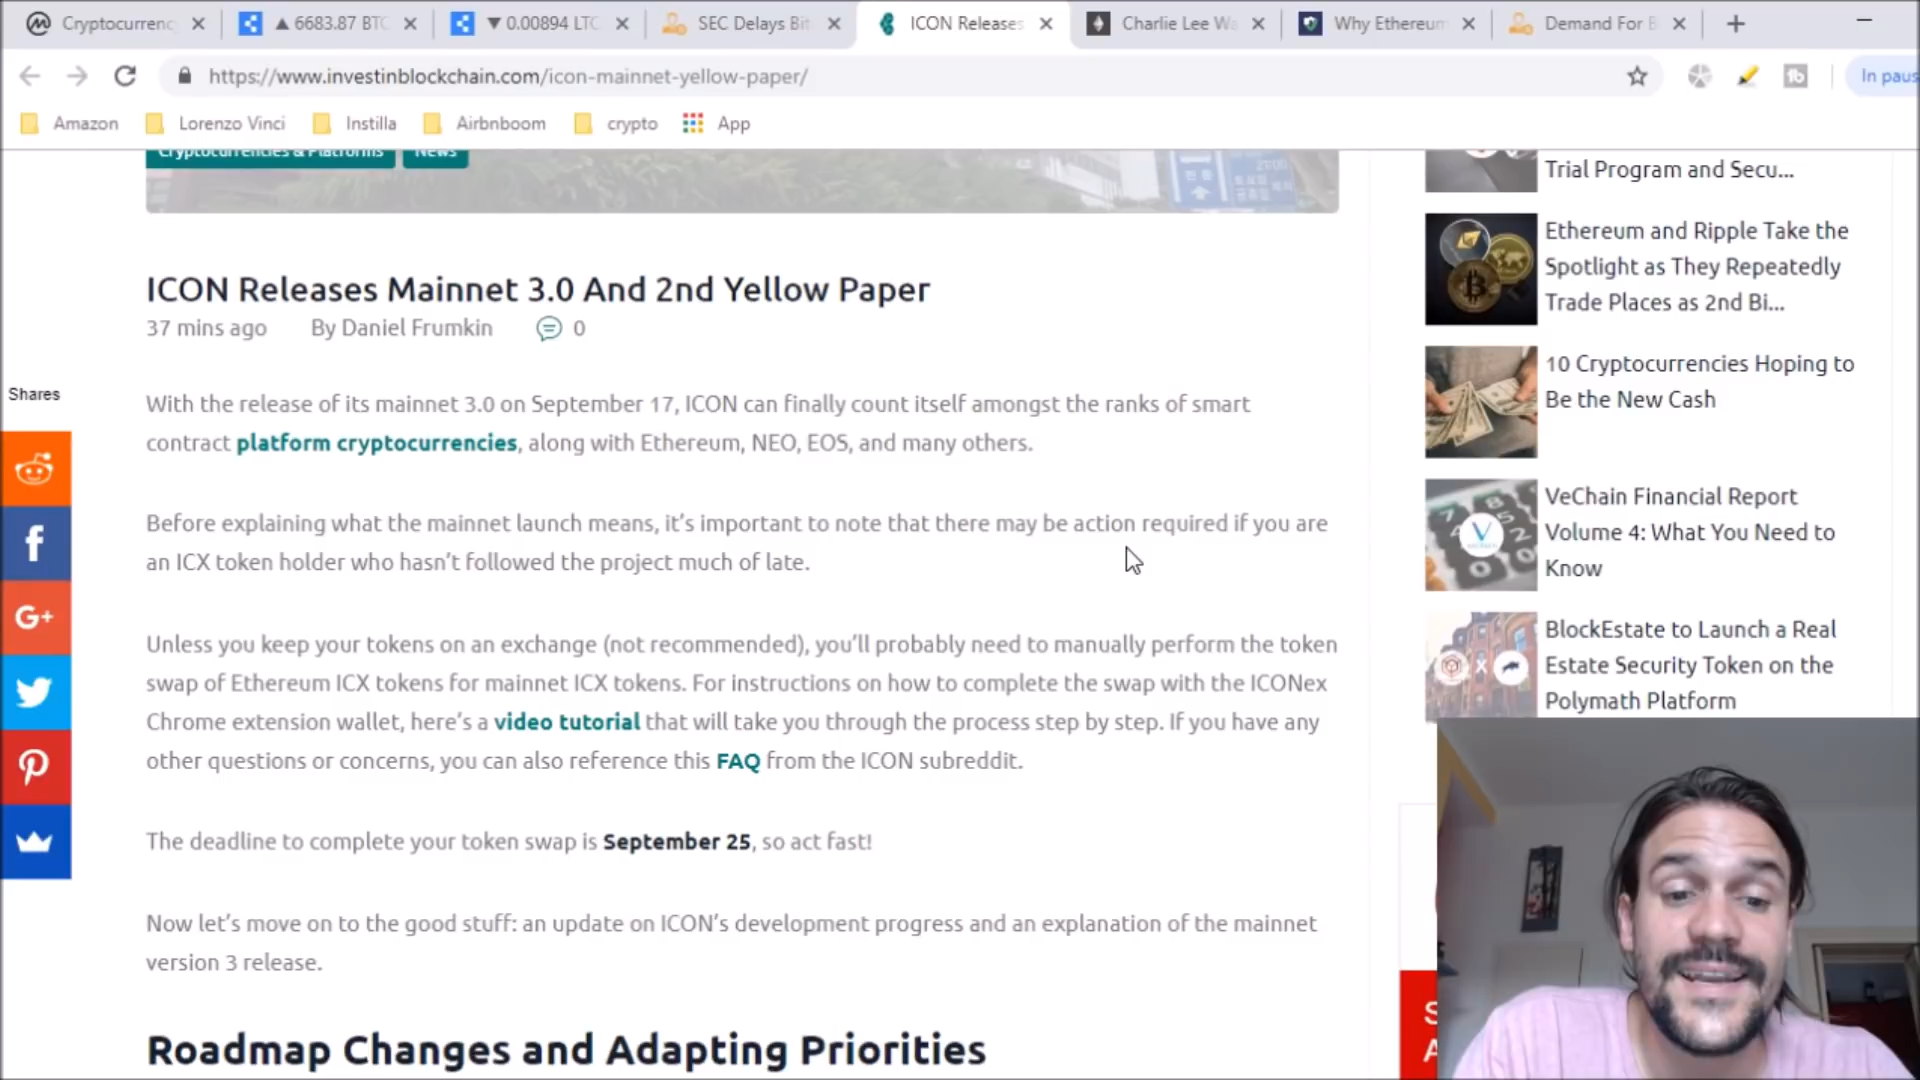 Cryptocurrenc
▲ 6683.87 BTC
▼ 0.00894 LTC
SEC Delays Bit
ICON Releases
Charlie Lee Wa
Why Ethereum
Demand For B
https://www.investinblockchain.com/icon-mainnet-yellow-paper/
In paus
Amazon
Lorenzo Vinci
Instilla
Airbnboom
crypto
App
Cryptocurrencies & Platforms
News
ICON Releases Mainnet 3.0 And 2nd Yellow Paper
37 mins ago By Daniel Frumkin 0
Shares
With the release of its mainnet 3.0 on September 17, ICON can finally count itself amongst the ranks of smart
contract platform cryptocurrencies, along with Ethereum, NEO, EOS, and many others.
Before explaining what the mainnet launch means, it’s important to note that there may be action required if you are
an ICX token holder who hasn’t followed the project much of late.
Unless you keep your tokens on an exchange (not recommended), you’ll probably need to manually perform the token
swap of Ethereum ICX tokens for mainnet ICX tokens. For instructions on how to complete the swap with the ICONex
Chrome extension wallet, here’s a video tutorial that will take you through the process step by step. If you have any
other questions or concerns, you can also reference this FAQ from the ICON subreddit.
The deadline to complete your token swap is September 25, so act fast!
Now let’s move on to the good stuff: an update on ICON’s development progress and an explanation of the mainnet
version 3 release.
Roadmap Changes and Adapting Priorities
Trial Program and Secu...
Ethereum and Ripple Take the
Spotlight as They Repeatedly
Trade Places as 2nd Bi...
10 Cryptocurrencies Hoping to
Be the New Cash
VeChain Financial Report
Volume 4: What You Need to
Know
BlockEstate to Launch a Real
Estate Security Token on the
Polymath Platform